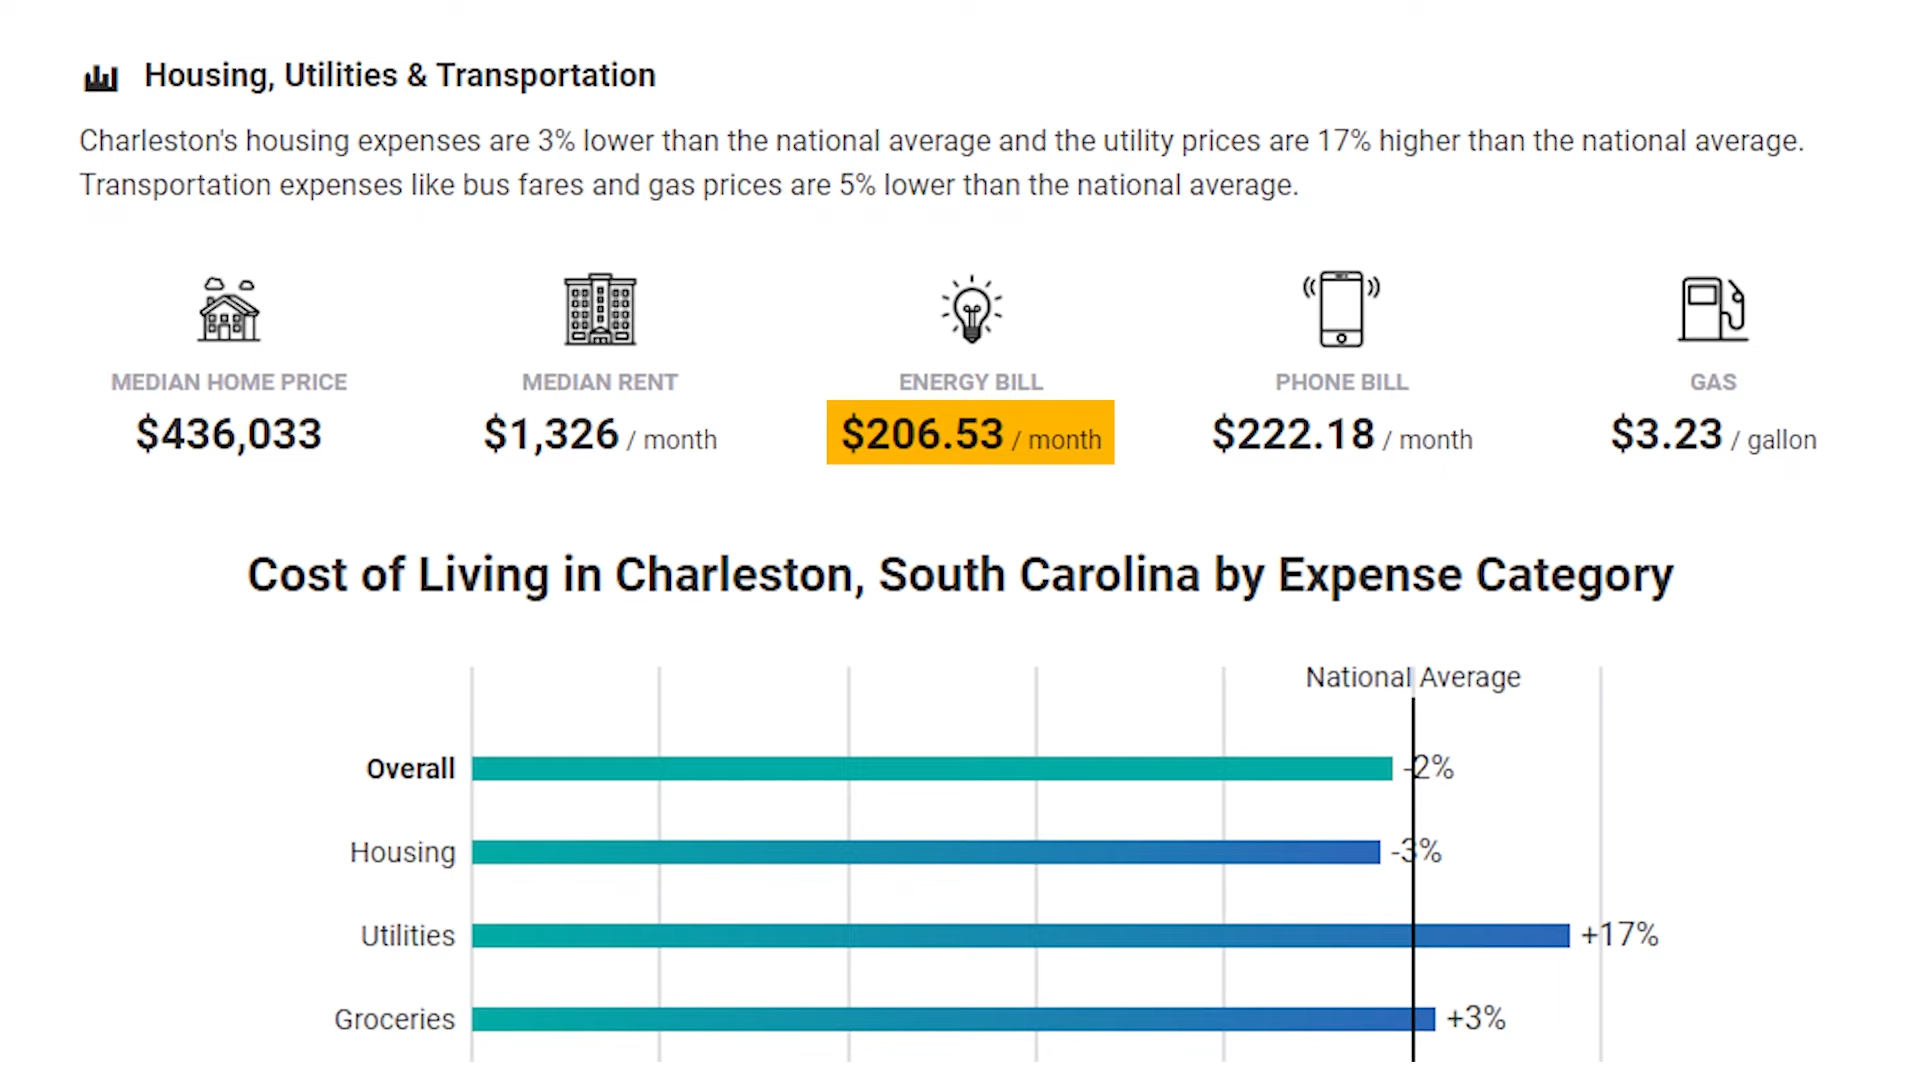 Housing, Utilities & Transportation
Charleston's housing expenses are 3% lower than the national average and the utility prices are 17% higher than the national average.
Transportation expenses like bus fares and gas prices are 5% lower than the national average.
MEDIAN HOME PRICE
$436,033
MEDIAN RENT
$1,326 / month
ENERGY BILL
$206.53 / month
PHONE BILL
$222.18 / month
GAS
$3.23 / gallon
Cost of Living in Charleston, South Carolina by Expense Category
National Average
Overall -2%
Housing -3%
Utilities +17%
Groceries +3%